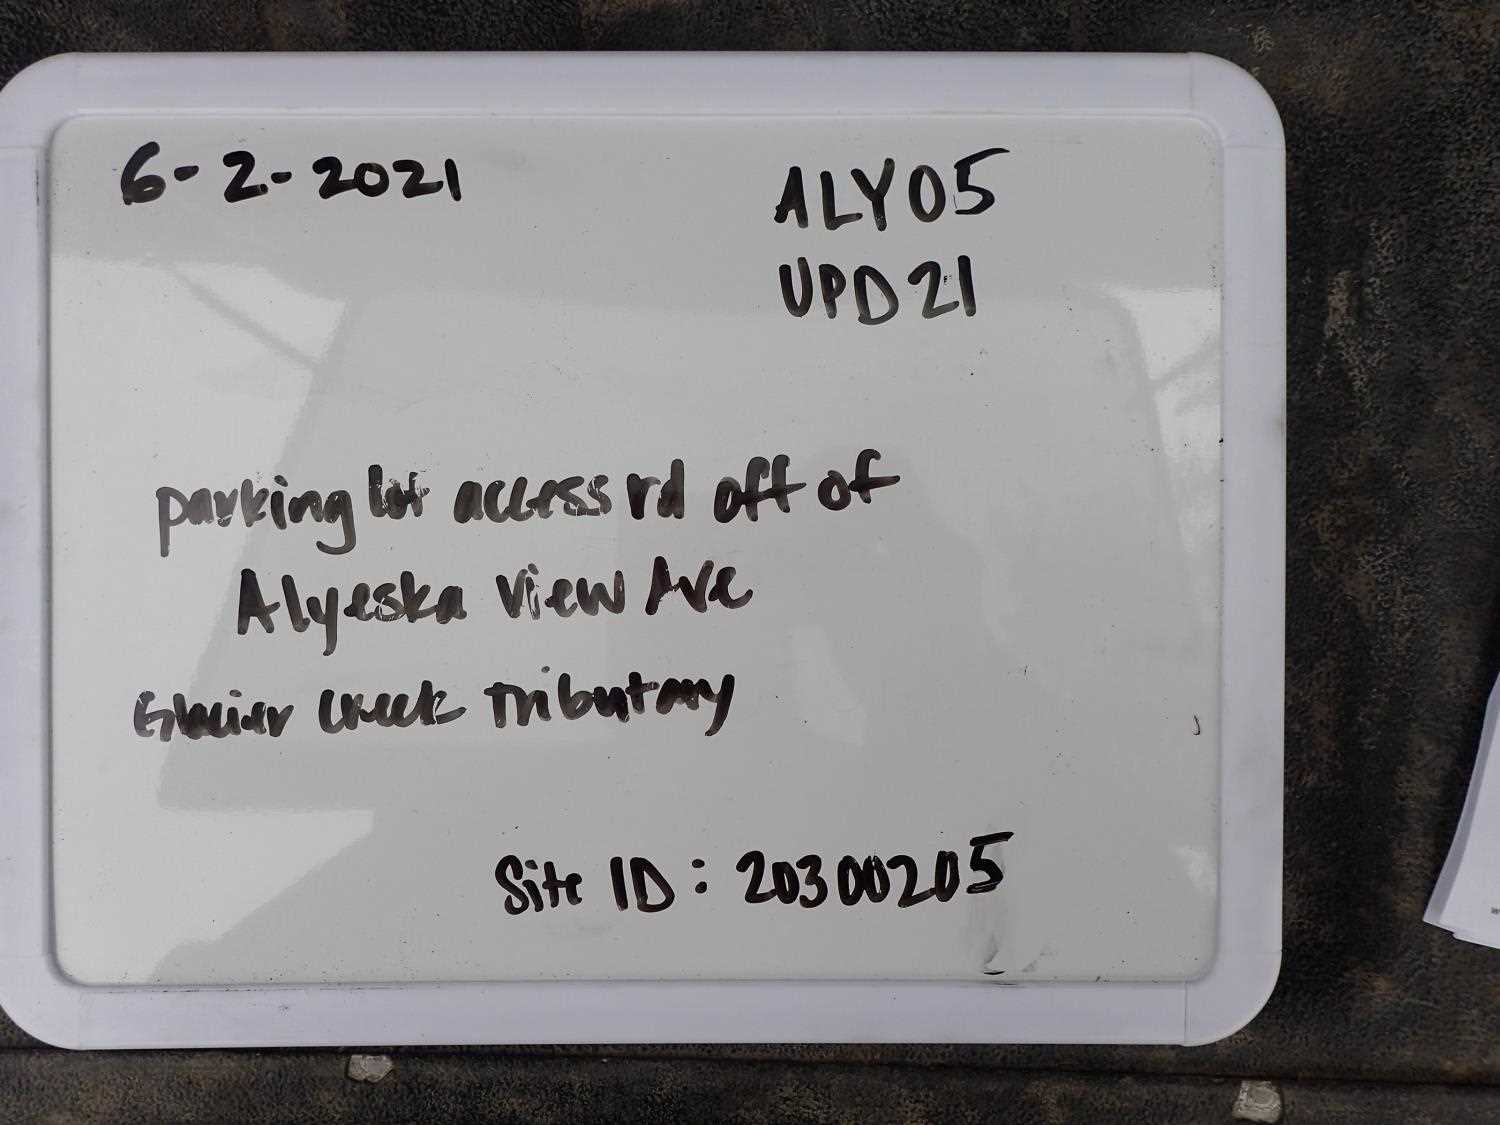 6-2-2021
ALY05
UPD21
parking lot access rd off of
Alyeska View Ave
Glacier Creek Tributary
Site ID: 20300205